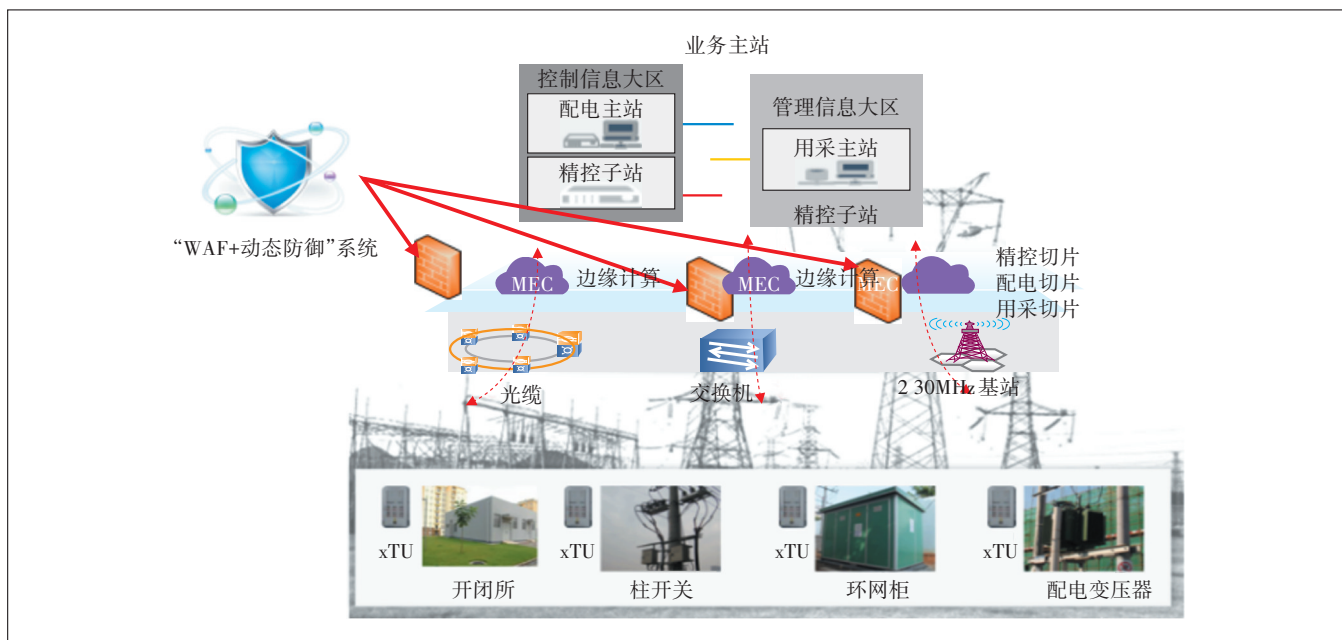 业务主站
控制信息大区
配电主站
精控子站
管理信息大区
用采主站
精控子站
“WAF+动态防御”系统
MEC
边缘计算
MEC
边缘计算
MEC
精控切片
配电切片
用采切片
光缆
交换机
2 30MHz基站
xTU
开闭所
xTU
柱开关
xTU
环网柜
xTU
配电变压器